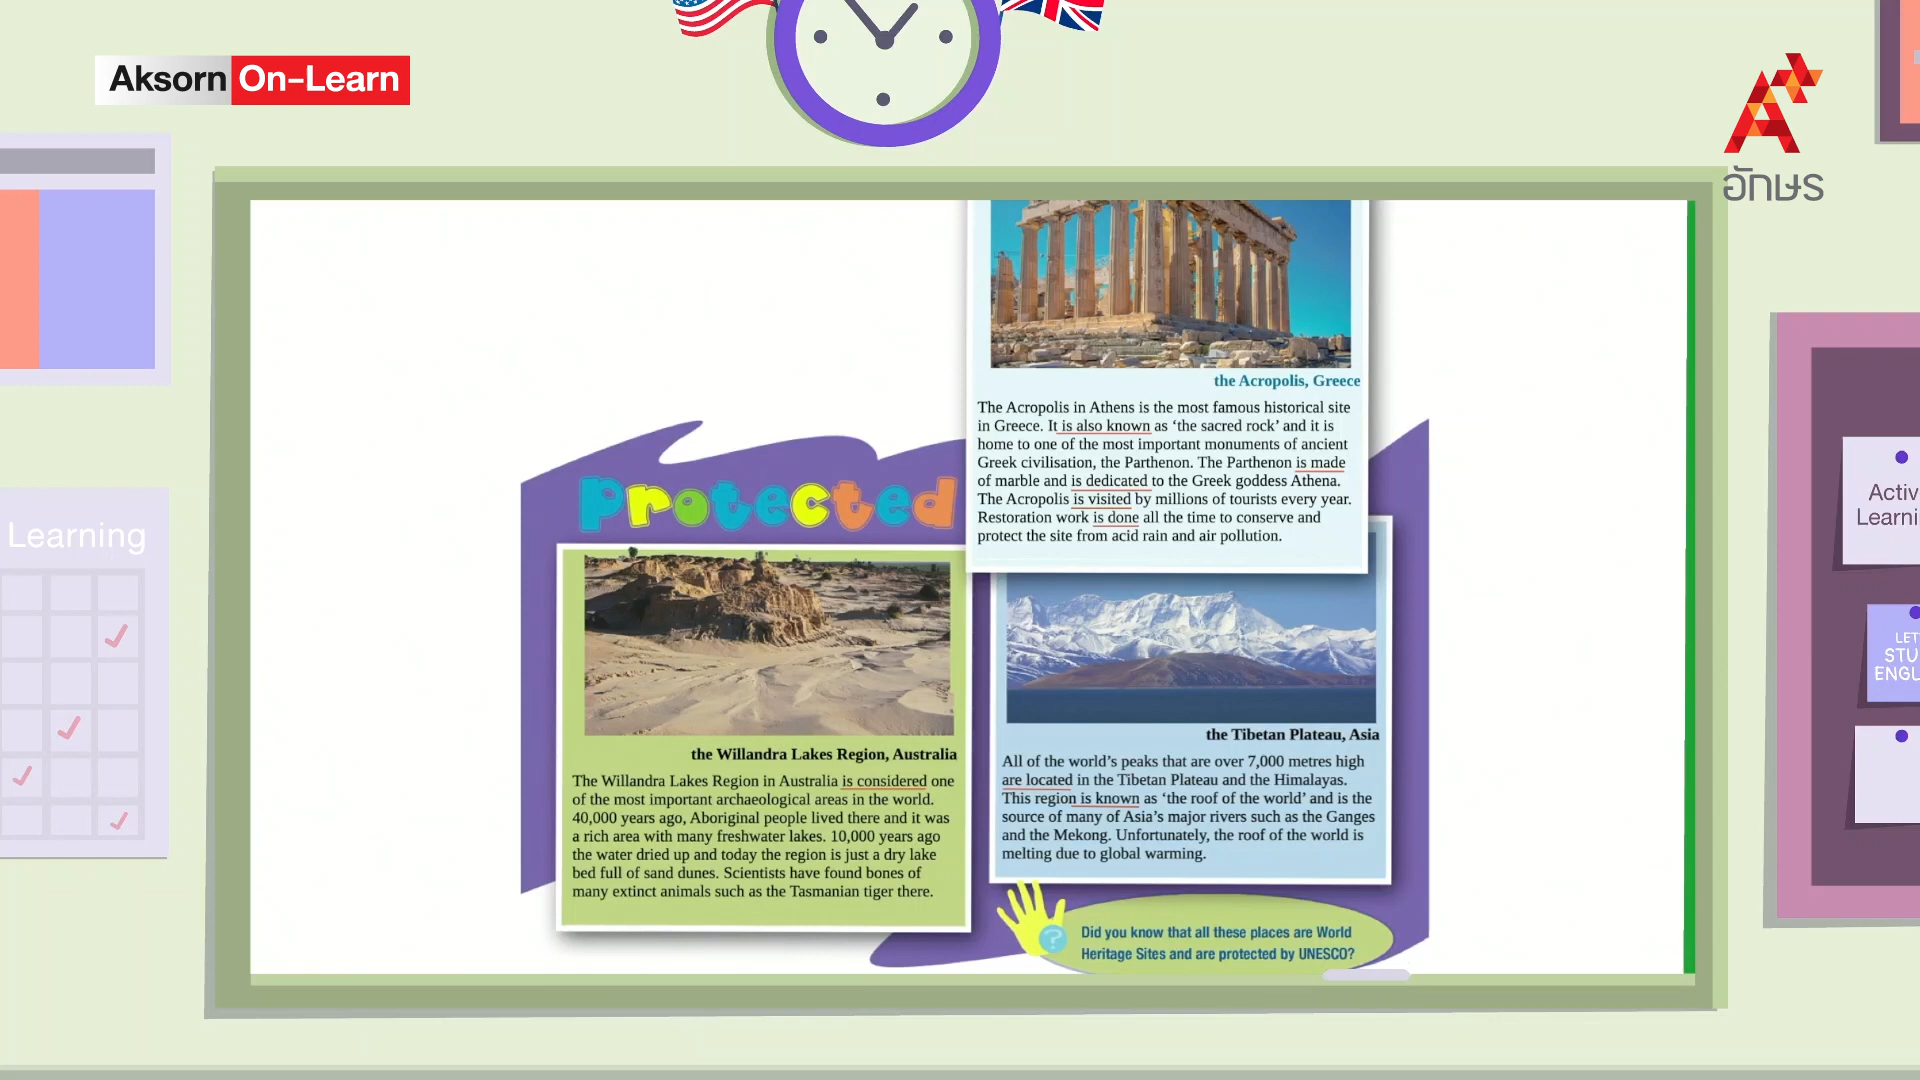 Aksorn On-Learn
อักษร
the Acropolis, Greece
The Acropolis in Athens is the most famous historical site
in Greece. It is also known as ‘the sacred rock’ and it is
home to one of the most important monuments of ancient
Greek civilisation, the Parthenon. The Parthenon is made
of marble and is dedicated to the Greek goddess Athena.
The Acropolis is visited by millions of tourists every year.
Restoration work is done all the time to conserve and
protect the site from acid rain and air pollution.
Protected
the Willandra Lakes Region, Australia
The Willandra Lakes Region in Australia is considered one
of the most important archaeological areas in the world.
40,000 years ago, Aboriginal people lived there and it was
a rich area with many freshwater lakes. 10,000 years ago
the water dried up and today the region is just a dry lake
bed full of sand dunes. Scientists have found bones of
many extinct animals such as the Tasmanian tiger there.
the Tibetan Plateau, Asia
All of the world’s peaks that are over 7,000 metres high
are located in the Tibetan Plateau and the Himalayas.
This region is known as ‘the roof of the world’ and is the
source of many of Asia’s major rivers such as the Ganges
and the Mekong. Unfortunately, the roof of the world is
melting due to global warming.
?
Did you know that all these places are World
Heritage Sites and are protected by UNESCO?
Learning
Activ
Learni
LET
STU
ENGL